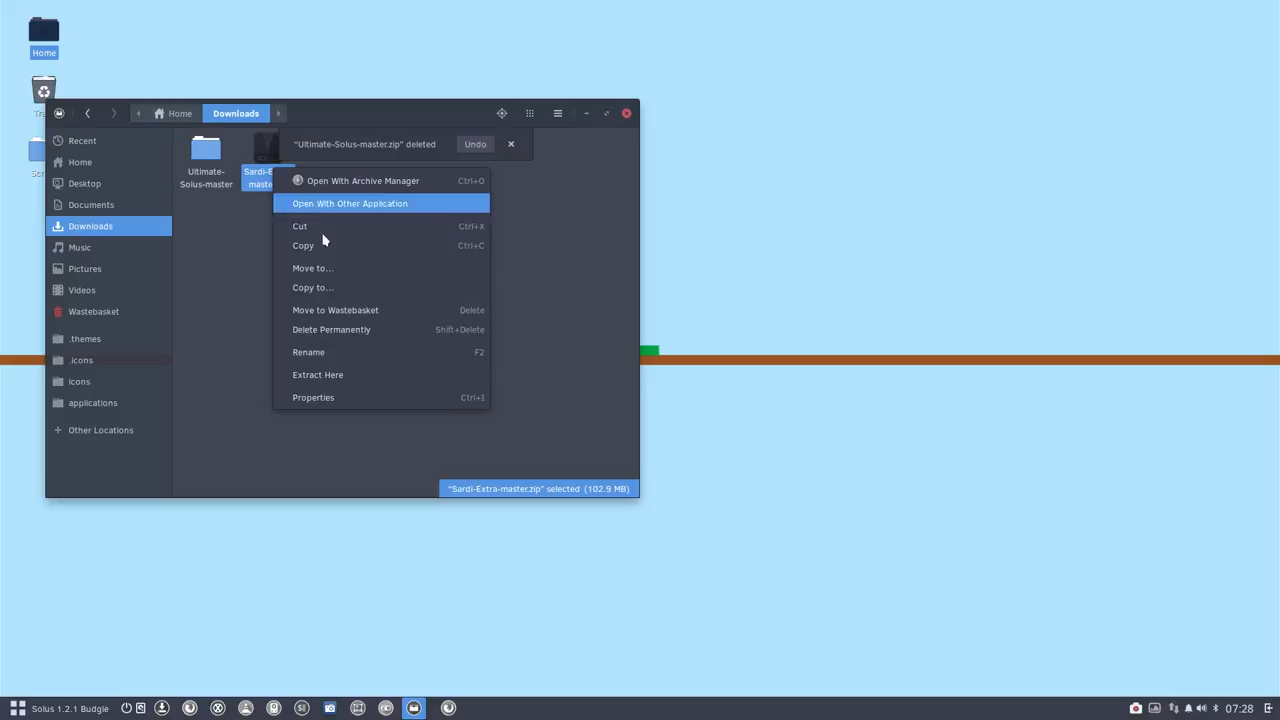 Home
Home
Downloads
Recent
Home
Desktop
Documents
Downloads
Music
Pictures
Videos
Wastebasket
.themes
.icons
icons
applications
Other Locations
"Ultimate-Solus-master.zip" deleted
Undo
Ultimate-
Solus-master
Open With Archive Manager Ctrl+O
Open With Other Application
Cut Ctrl+X
Copy Ctrl+C
Move to...
Copy to...
Move to Wastebasket Delete
Delete Permanently Shift+Delete
Rename F2
Extract Here
Properties Ctrl+I
"Sardi-Extra-master.zip" selected (102.9 MB)
Solus 1.2.1 Budgie
07:28